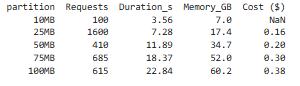 partition Requests Duration_s Memory_GB Cost ($)
10MB 100 3.56 7.0 NaN
25MB 1600 7.28 17.4 0.16
50MB 410 11.89 34.7 0.20
75MB 685 18.37 52.0 0.30
100MB 615 22.84 60.2 0.38